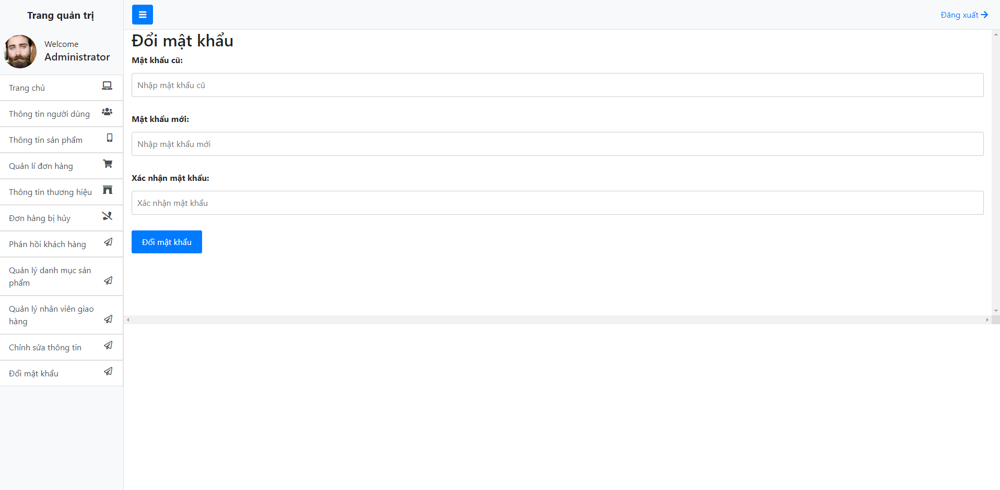 Trang quản trị
Welcome
Administrator
Trang chủ
Thông tin người dùng
Thông tin sản phẩm
Quản lí đơn hàng
Thông tin thương hiệu
Đơn hàng bị hủy
Phản hồi khách hàng
Quản lý danh mục sản
phẩm
Quản lý nhân viên giao
hàng
Chỉnh sửa thông tin
Đổi mật khẩu
Đăng xuất
Đổi mật khẩu
Mật khẩu cũ:
Nhập mật khẩu cũ
Mật khẩu mới:
Nhập mật khẩu mới
Xác nhận mật khẩu:
Xác nhận mật khẩu
Đổi mật khẩu